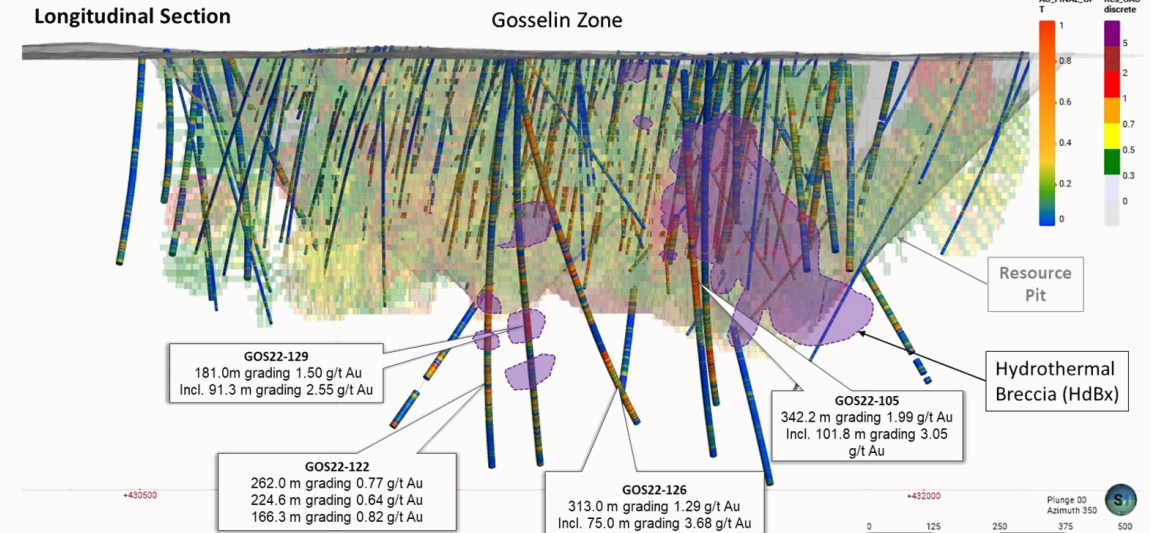 Longitudinal Section
Gosselin Zone
T
discrete
1
0.8
0.6
0.4
0.2
0
5
2
1
0.7
0.5
0.3
0
Resource
Pit
Hydrothermal
Breccia (HdBx)
GOS22-129
181.0m grading 1.50 g/t Au
Incl. 91.3 m grading 2.55 g/t Au
GOS22-105
342.2 m grading 1.99 g/t Au
Incl. 101.8 m grading 3.05
g/t Au
GOS22-122
262.0 m grading 0.77 g/t Au
224.6 m grading 0.64 g/t Au
166.3 m grading 0.82 g/t Au
GOS22-126
313.0 m grading 1.29 g/t Au
Incl. 75.0 m grading 3.68 g/t Au
+430500
+432000
Plunge 00
Azimuth 350
S
0
125
250
375
500